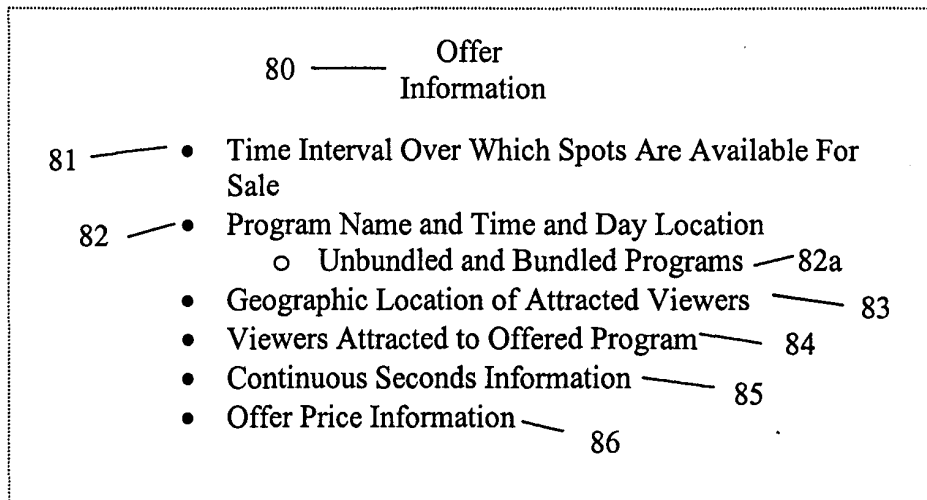 80 Offer
Information
81 • Time Interval Over Which Spots Are Available For
Sale
82 • Program Name and Time and Day Location
o Unbundled and Bundled Programs 82a
• Geographic Location of Attracted Viewers 83
• Viewers Attracted to Offered Program 84
• Continuous Seconds Information 85
• Offer Price Information 86